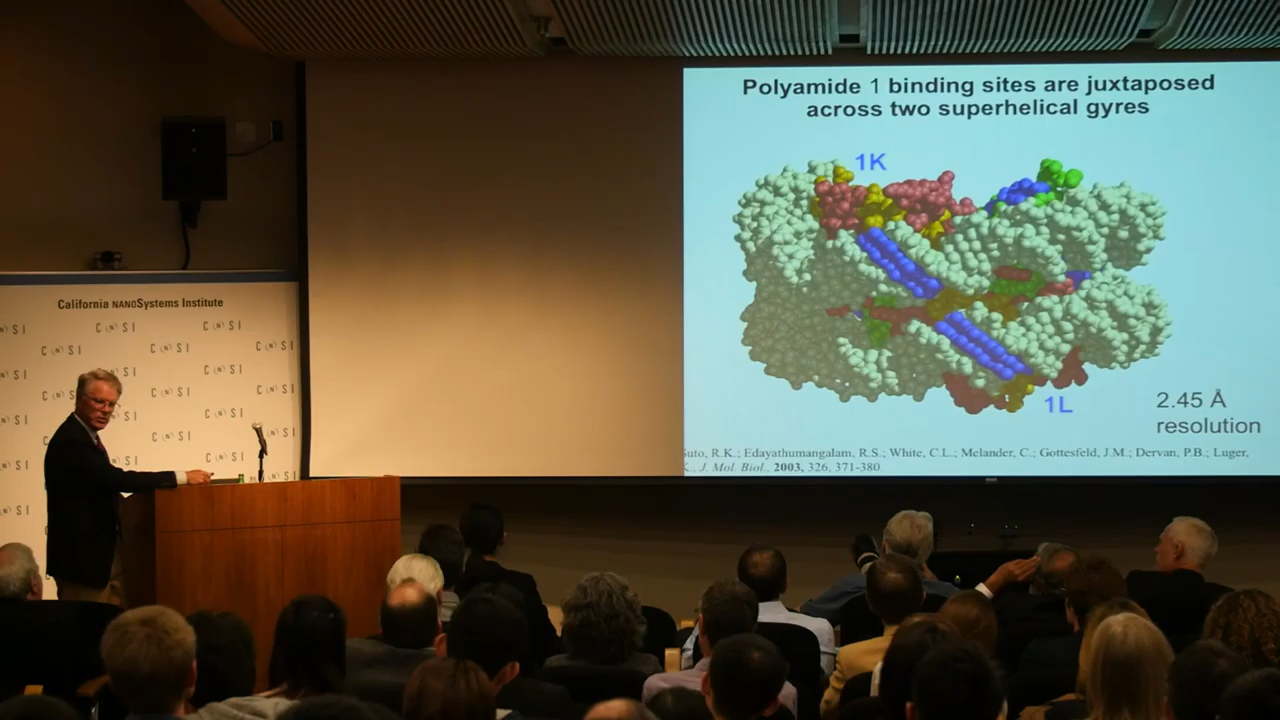 Polyamide 1 binding sites are juxtaposed
across two superhelical gyres
1K
1L
2.45 Å
resolution
Suto, R.K.; Edayathumangalam, R.S.; White, C.L.; Melander, C.; Gottesfeld, J.M.; Dervan, P.B.; Luger,
K., J. Mol. Biol., 2003, 326, 371-380.
California NANOSystems Institute
C (N) S I
C (N) S I
C (N) S I
C (N) S I
C (N) S I
C (N) S I
C (N) S I
C (N) S I
C (N) S I
C (N) S I
C (N) S I
C (N) S I